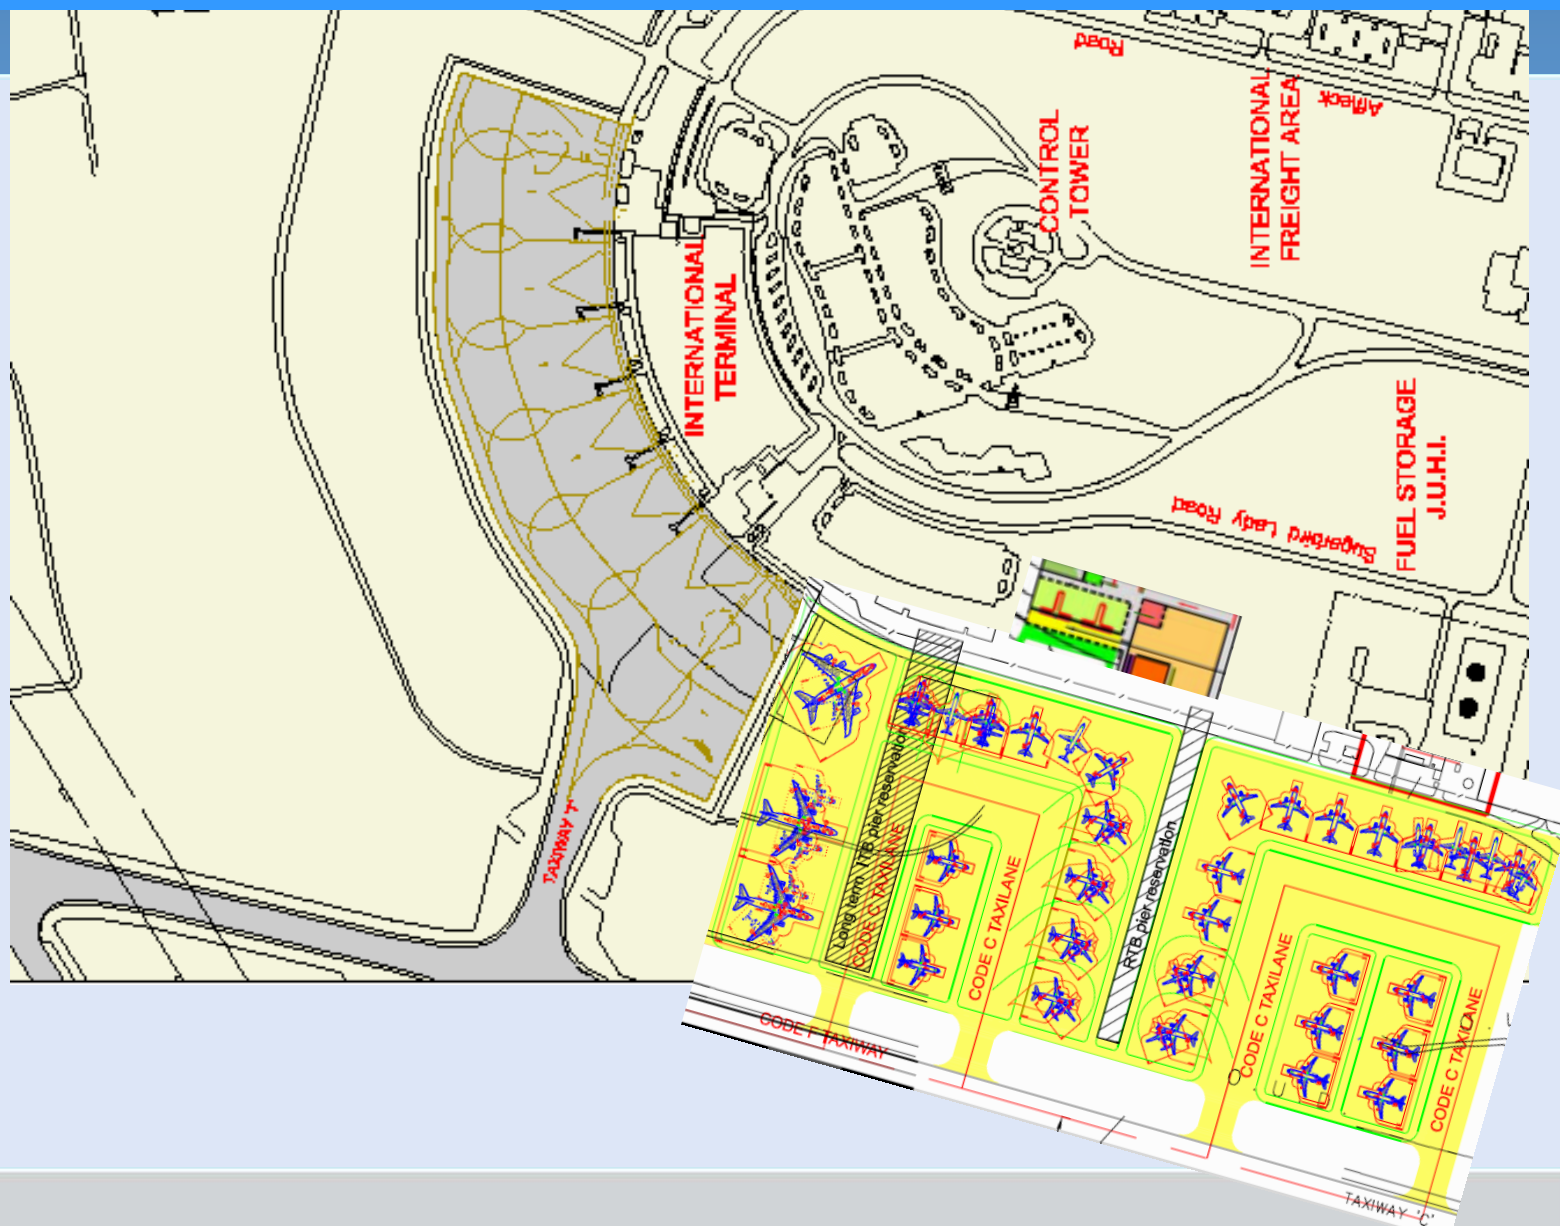 Road
Affleck
INTERNATIONAL
FREIGHT AREA
CONTROL
TOWER
INTERNATIONAL
TERMINAL
FUEL STORAGE
J.U.H.I.
Sugarbird Lady Road
TAXIWAY 'J'
Long term ITB pier reservation
CODE C TAXILANE
CODE C TAXILANE
RTB pier reservation
CODE C TAXILANE
CODE C TAXILANE
CODE F TAXIWAY
TAXIWAY 'C'